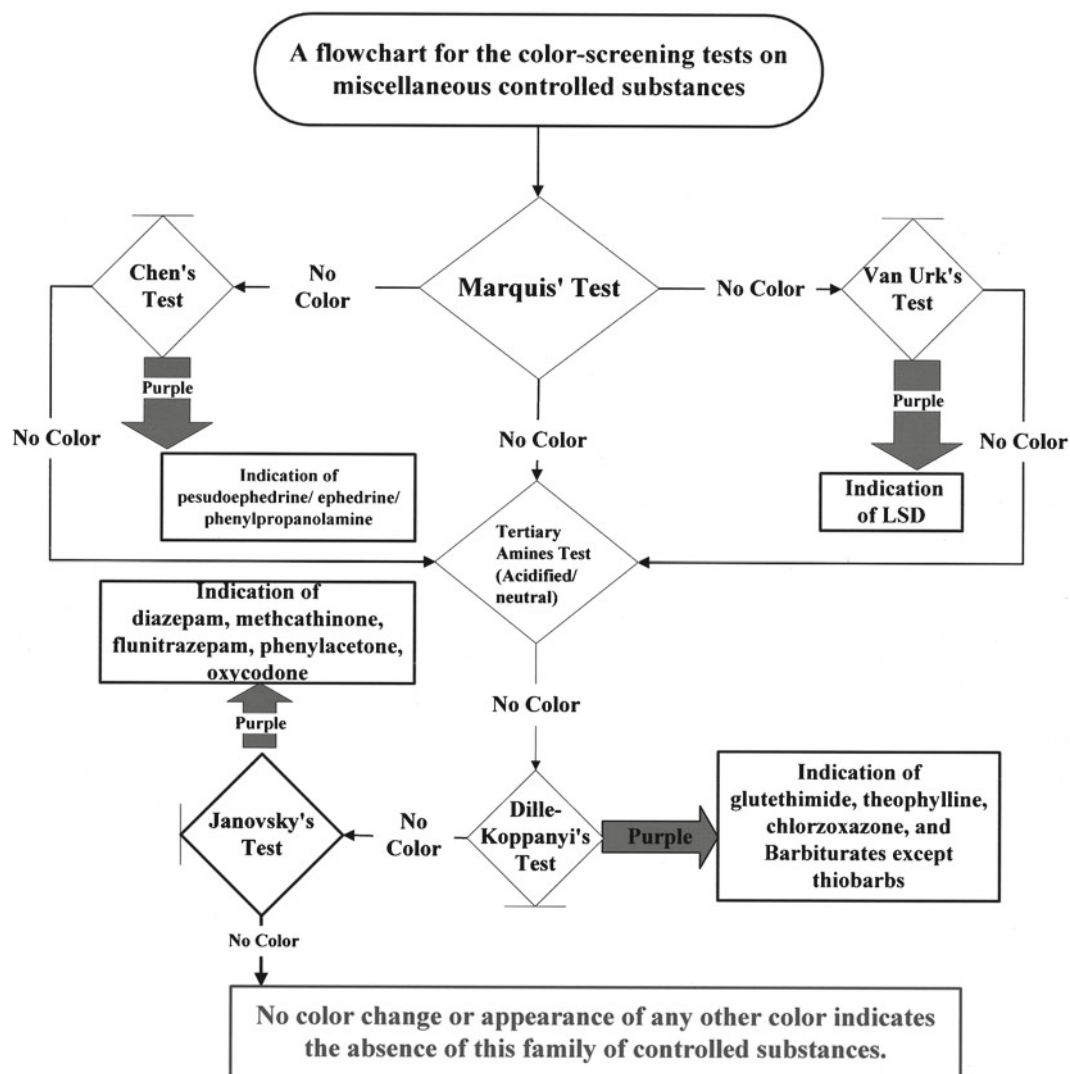 A flowchart for the color-screening tests on
miscellaneous controlled substances
Marquis' Test
No
Color
Chen's
Test
Purple
Indication of
pesudoephedrine/ ephedrine/
phenylpropanolamine
No Color
No Color
Van Urk's
Test
Purple
Indication
of LSD
No Color
No Color
Tertiary
Amines Test
(Acidified/
neutral)
No Color
Dille-
Koppanyi's
Test
Purple
Indication of
glutethimide, theophylline,
chlorzoxazone, and
Barbiturates except
thiobarbs
No
Color
Janovsky's
Test
Purple
Indication of
diazepam, methcathinone,
flunitrazepam, phenylacetone,
oxycodone
No Color
No color change or appearance of any other color indicates
the absence of this family of controlled substances.